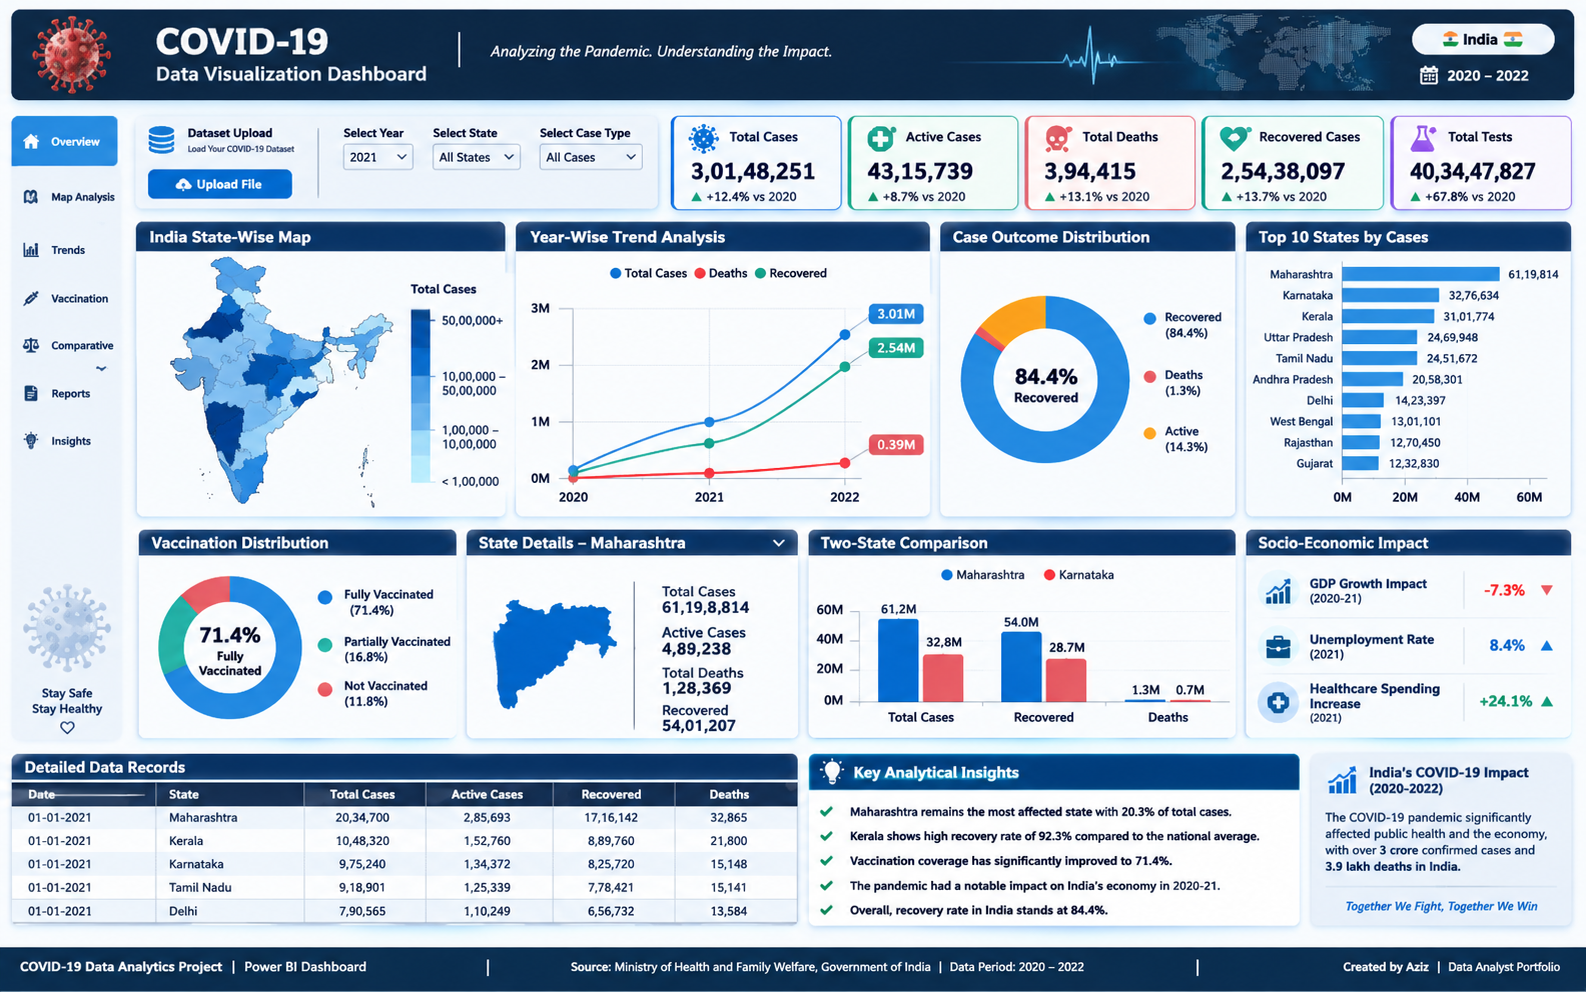 COVID-19
Data Visualization Dashboard
Analyzing the Pandemic. Understanding the Impact.
India
2020 – 2022
Overview
Map Analysis
Trends
Vaccination
Comparative
Reports
Insights
Stay Safe
Stay Healthy
Dataset Upload
Load Your COVID-19 Dataset
Upload File
Select Year
2021
Select State
All States
Select Case Type
All Cases
Total Cases
3,01,48,251
▲ +12.4% vs 2020
Active Cases
43,15,739
▲ +8.7% vs 2020
Total Deaths
3,94,415
▲ +13.1% vs 2020
Recovered Cases
2,54,38,097
▲ +13.7% vs 2020
Total Tests
40,34,47,827
▲ +67.8% vs 2020
India State-Wise Map
Total Cases
50,00,000+
10,00,000 –
50,00,000
1,00,000 –
10,00,000
< 1,00,000
Year-Wise Trend Analysis
Total Cases Deaths Recovered
3M
2M
1M
0M
3.01M
2.54M
0.39M
2020 2021 2022
Case Outcome Distribution
84.4%
Recovered
Recovered
(84.4%)
Deaths
(1.3%)
Active
(14.3%)
Top 10 States by Cases
Maharashtra 61,19,814
Karnataka 32,76,634
Kerala 31,01,774
Uttar Pradesh 24,69,948
Tamil Nadu 24,51,672
Andhra Pradesh 20,58,301
Delhi 14,23,397
West Bengal 13,01,101
Rajasthan 12,70,450
Gujarat 12,32,830
0M 20M 40M 60M
Vaccination Distribution
71.4%
Fully
Vaccinated
Fully Vaccinated
(71.4%)
Partially Vaccinated
(16.8%)
Not Vaccinated
(11.8%)
State Details – Maharashtra
Total Cases
61,19,8,814
Active Cases
4,89,238
Total Deaths
1,28,369
Recovered
54,01,207
Two-State Comparison
Maharashtra Karnataka
60M
40M
20M
0M
61,2M
32,8M
54.0M
28.7M
1.3M
0.7M
Total Cases Recovered Deaths
Socio-Economic Impact
GDP Growth Impact
(2020-21)
-7.3% ▼
Unemployment Rate
(2021)
8.4% ▲
Healthcare Spending
Increase
(2021)
+24.1% ▲
Detailed Data Records
Date State Total Cases Active Cases Recovered Deaths
01-01-2021 Maharashtra 20,34,700 2,85,693 17,16,142 32,865
01-01-2021 Kerala 10,48,320 1,52,760 8,89,760 21,800
01-01-2021 Karnataka 9,75,240 1,34,372 8,25,720 15,148
01-01-2021 Tamil Nadu 9,18,901 1,25,339 7,78,421 15,141
01-01-2021 Delhi 7,90,565 1,10,249 6,56,732 13,584
Key Analytical Insights
Maharashtra remains the most affected state with 20.3% of total cases.
Kerala shows high recovery rate of 92.3% compared to the national average.
Vaccination coverage has significantly improved to 71.4%.
The pandemic had a notable impact on India's economy in 2020-21.
Overall, recovery rate in India stands at 84.4%.
India's COVID-19 Impact
(2020-2022)
The COVID-19 pandemic significantly
affected public health and the economy,
with over 3 crore confirmed cases and
3.9 lakh deaths in India.
Together We Fight, Together We Win
COVID-19 Data Analytics Project | Power BI Dashboard
Source: Ministry of Health and Family Welfare, Government of India | Data Period: 2020 – 2022
Created by Aziz | Data Analyst Portfolio